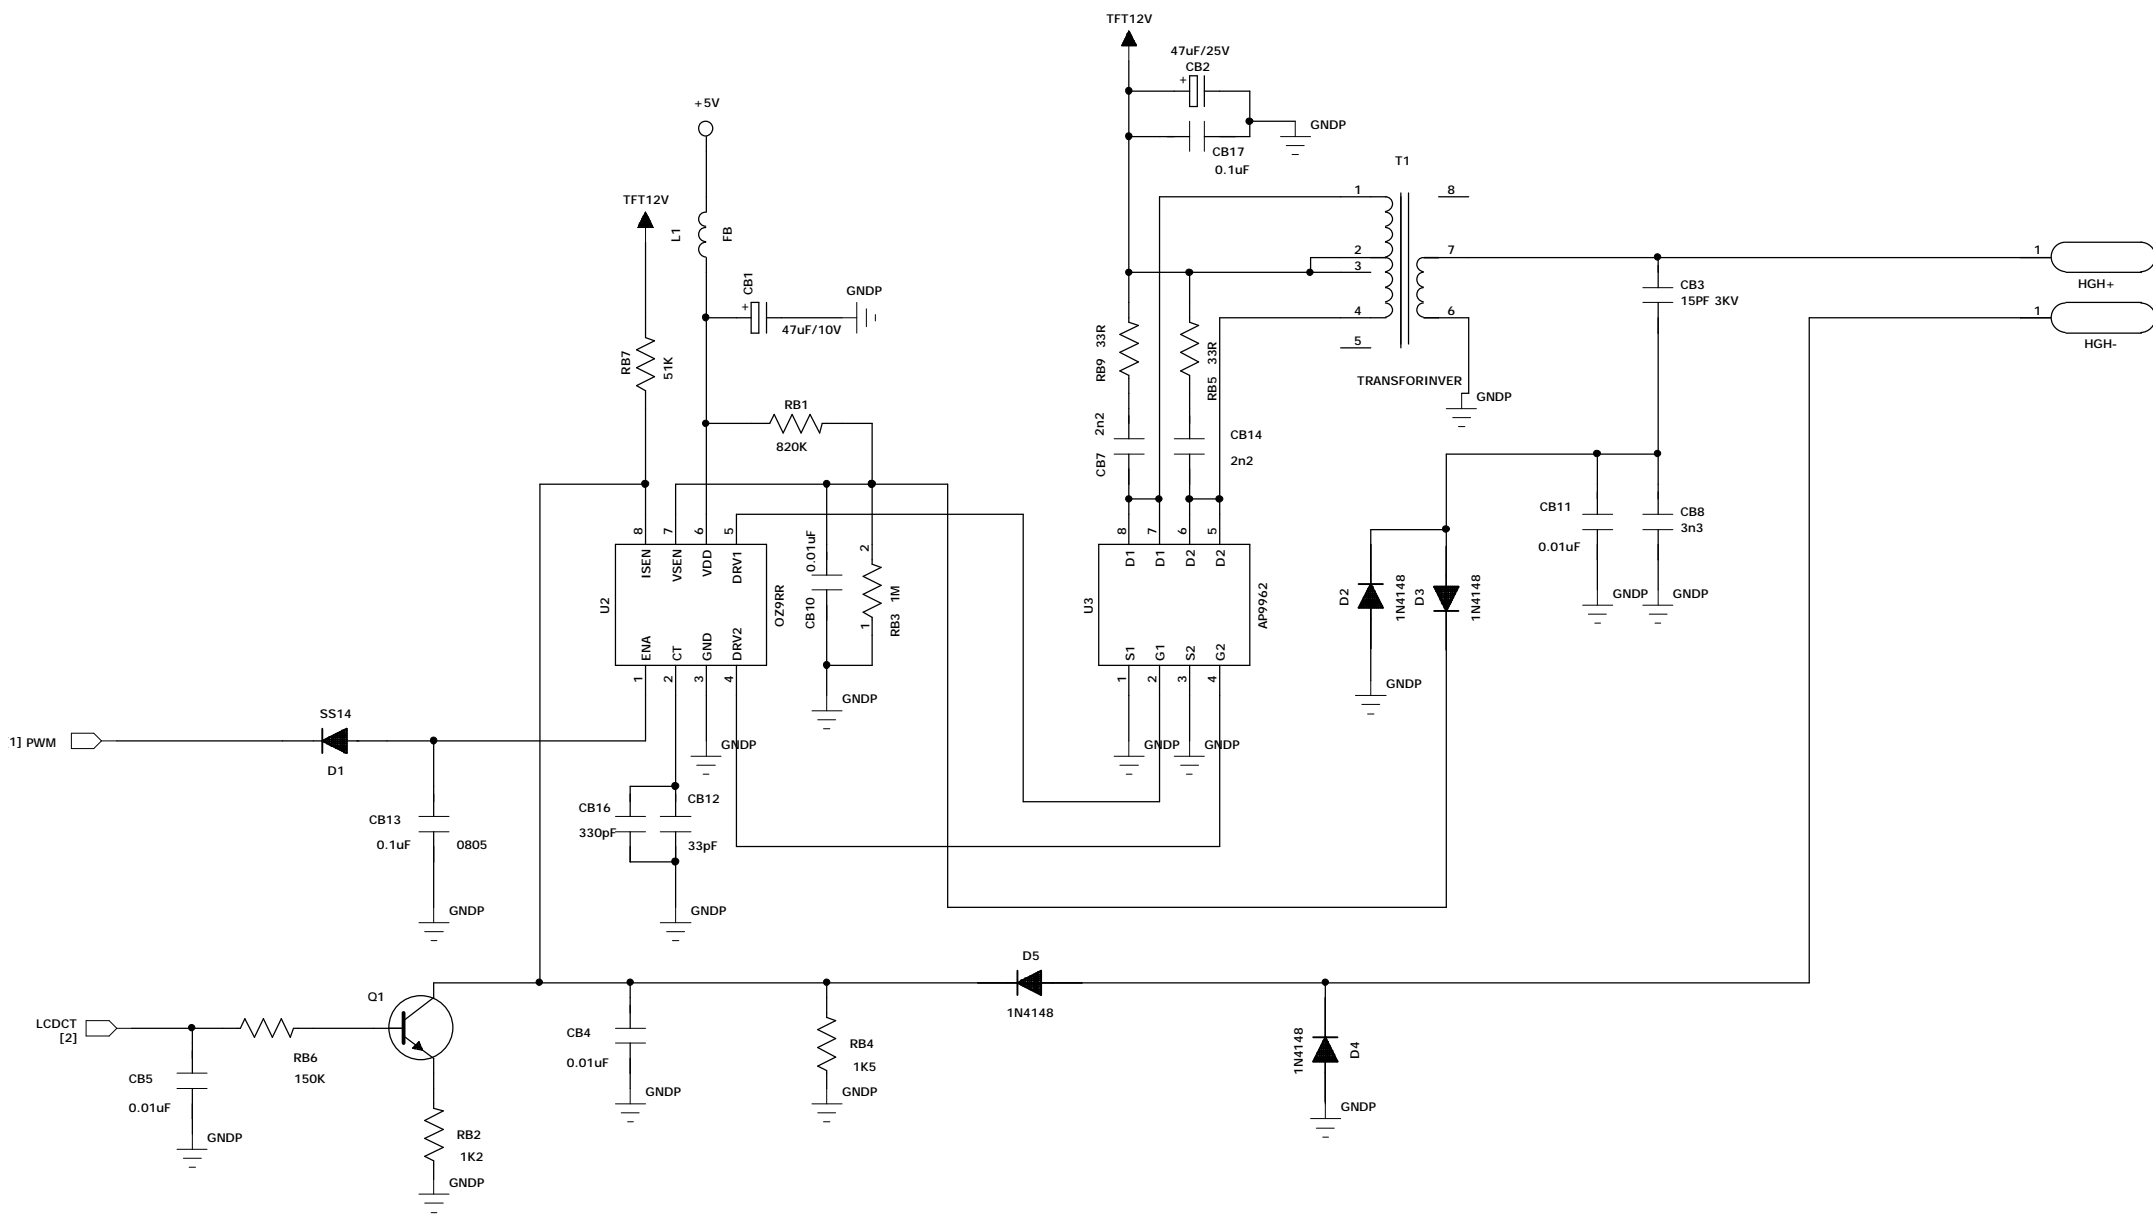 TFT12V
47uF/25V
CB2
+
GNDP
CB17
0.1uF
+5V
TFT12V
L1
FB
CB1
+
47uF/10V
GNDP
RB7
51K
RB1
820K
T1
1
2
3
4
5
8
7
6
TRANSFORINVER
GNDP
1
HGH+
1
HGH-
CB3
15PF 3KV
RB9 33R
RB5 33R
CB7 2n2
CB14
2n2
8
7
6
5
ISEN
VSEN
VDD
DRV1
U2
OZ9RR
ENA
CT
GND
DRV2
1
2
3
4
0.01uF
CB10
2
1
RB3 1M
GNDP
GNDP
8
7
6
5
D1
D1
D2
D2
U3
AP9962
S1
G1
S2
G2
1
2
3
4
GNDP
GNDP
D2
1N4148
D3
1N4148
GNDP
CB11
0.01uF
GNDP
CB8
3n3
GNDP
1] PWM
SS14
D1
CB13
0.1uF
0805
GNDP
CB16
330pF
CB12
33pF
GNDP
LCDCT
[2]
CB5
0.01uF
GNDP
RB6
150K
Q1
RB2
1K2
GNDP
CB4
0.01uF
GNDP
RB4
1K5
GNDP
D5
1N4148
1N4148
D4
GNDP